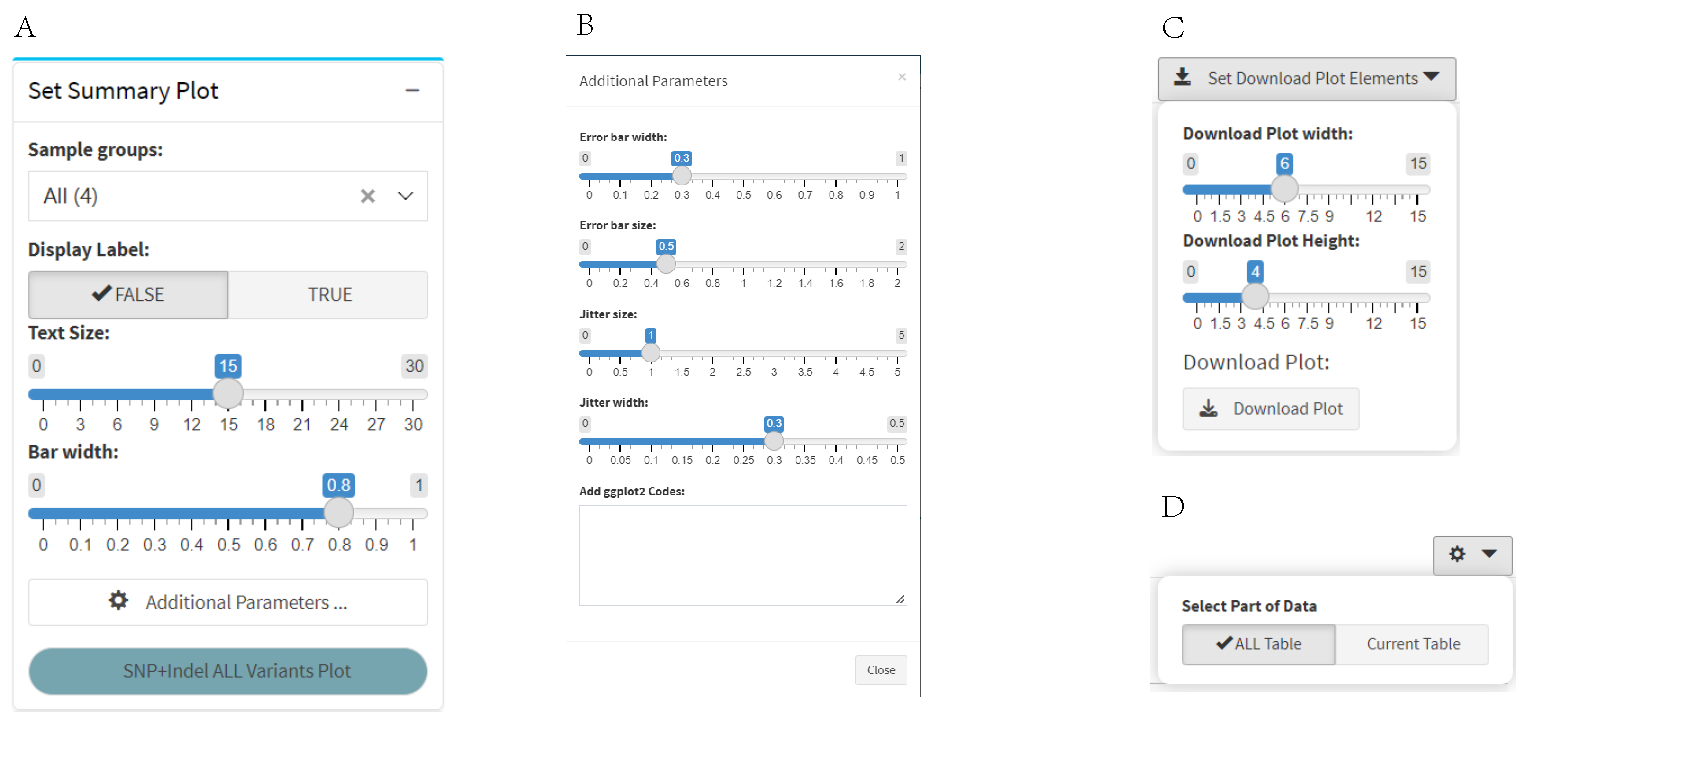 A
Set Summary Plot
Sample groups:
All (4)
Display Label:
FALSE TRUE
Text Size:
0 15 30
0 3 6 9 12 15 18 21 24 27 30
Bar width:
0 0.8 1
0 0.1 0.2 0.3 0.4 0.5 0.6 0.7 0.8 0.9 1
Additional Parameters ...
SNP+Indel ALL Variants Plot
B
Additional Parameters ×
Error bar width:
0 0.3 1
0 0.1 0.2 0.3 0.4 0.5 0.6 0.7 0.8 0.9 1
Error bar size:
0 0.5 2
0 0.2 0.4 0.6 0.8 1 1.2 1.4 1.6 1.8 2
Jitter size:
0 1 5
0 0.5 1 1.5 2 2.5 3 3.5 4 4.5 5
Jitter width:
0 0.3 0.5
0 0.05 0.1 0.15 0.2 0.25 0.3 0.35 0.4 0.45 0.5
Add ggplot2 Codes:
Close
C
Set Download Plot Elements
Download Plot width:
0 6 15
0 1.5 3 4.5 6 7.5 9 12 15
Download Plot Height:
0 4 15
0 1.5 3 4.5 6 7.5 9 12 15
Download Plot:
Download Plot
D
Select Part of Data
ALL Table Current Table